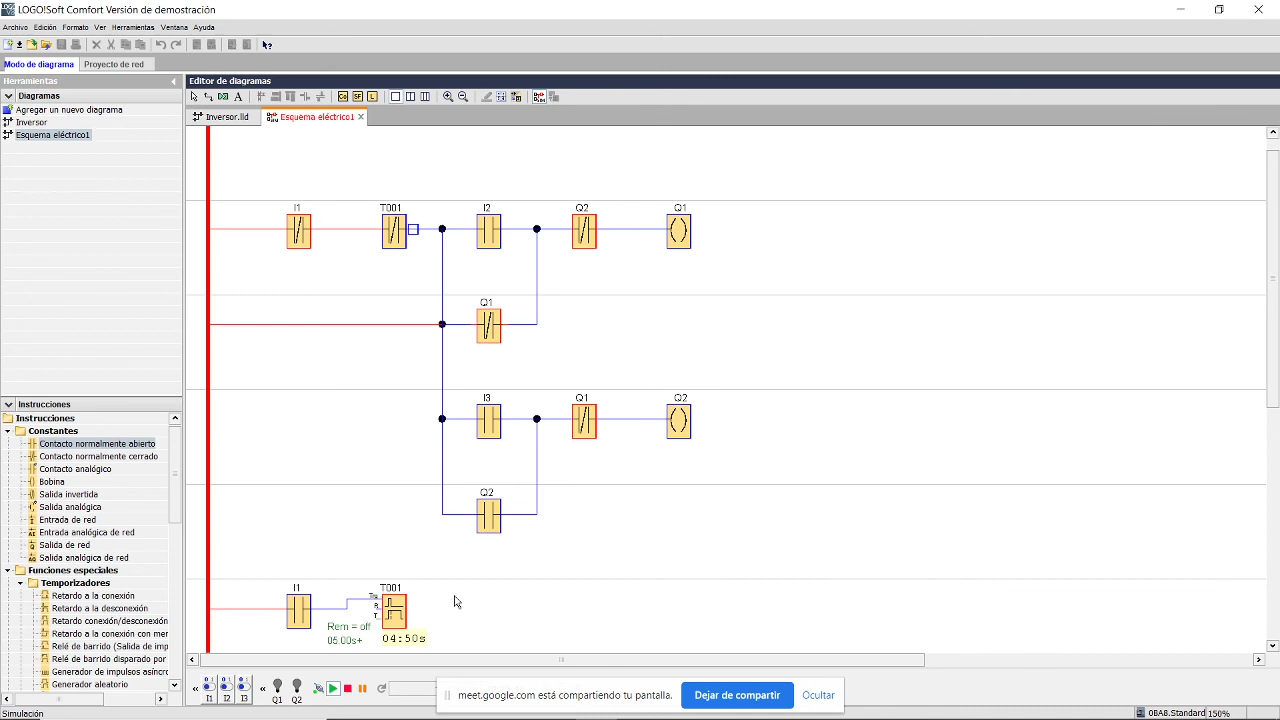 LOGO!Soft Comfort Versión de demostración
Archivo Edición Formato Ver Herramientas Ventana Ayuda
Modo de diagrama Proyecto de red
Herramientas
Editor de diagramas
Diagramas
Agregar un nuevo diagrama
Inversor
Esquema eléctrico1
A Co SF L
Inversor.lld Esquema eléctrico1
I1 T001 I2 Q2 Q1
Q1
I3 Q1 Q2
Q2
I1 T001
Trg
R
T
Rem = off
06.00s+ 04:50s
Instrucciones
Instrucciones
Constantes
Contacto normalmente abierto
Contacto normalmente cerrado
Contacto analógico
Bobina
Salida invertida
Salida analógica
Entrada de red
Entrada analógica de red
Salida de red
Salida analógica de red
Funciones especiales
Temporizadores
Retardo a la conexión
Retardo a la desconexión
Retardo conexión/desconexión
Retardo a la conexión con mer
Relé de barrido (Salida de imp
Relé de barrido disparado por
Generador de impulsos asíncr
Generador aleatorio
I1 I2 I3 Q1 Q2
meet.google.com está compartiendo tu pantalla. Dejar de compartir Ocultar
Simulación 0BA8.Standard 150%